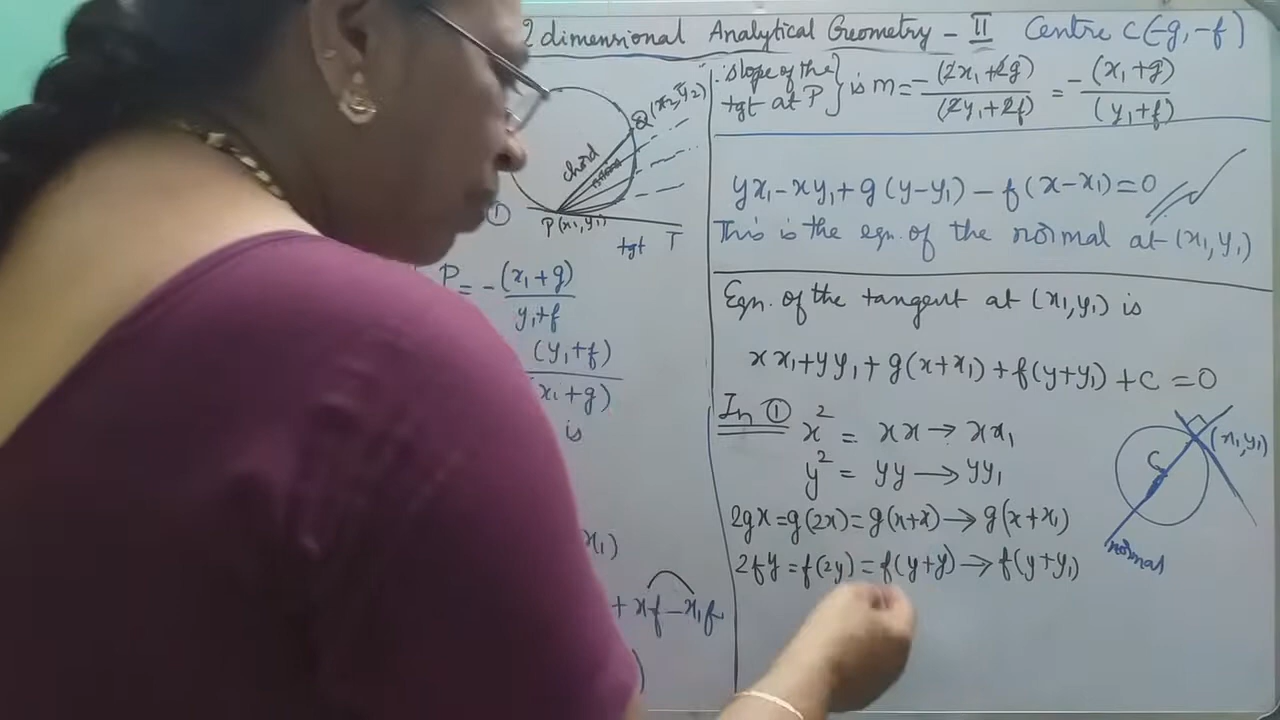 2 dimensional Analytical Geometry - II Centre C(-g, -f)
Q(x₂, y₂)
chord
①
P(x₁, y₁)
tgt T
P = -(x₁+g)/(y₁+f)
(y₁+f)/(x₁+g)
is
x₁)
+ xf - x₁f
)
slope of the tgt at P } is m = -(2x₁+2g)/(2y₁+2f) = -(x₁+g)/(y₁+f)
yx₁ - xy₁ + g(y-y₁) - f(x-x₁) = 0
This is the eqn. of the normal at (x₁, y₁)
Eqn. of the tangent at (x₁, y₁) is
xx₁ + yy₁ + g(x+x₁) + f(y+y₁) + c = 0
In ① x² = xx → xx₁
y² = yy → yy₁
2gx = g(2x) = g(x+x) → g(x+x₁)
2fy = f(2y) = f(y+y) → f(y+y₁)
(x₁, y₁)
C
normal